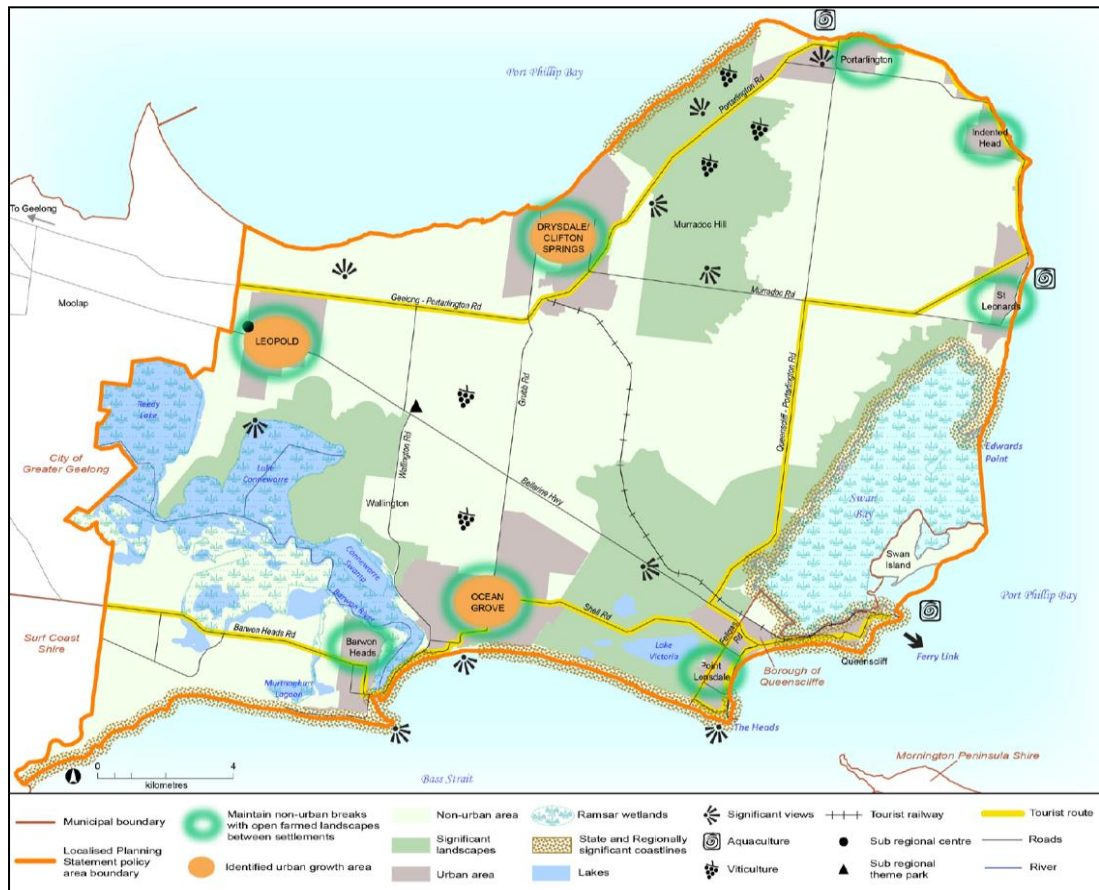 Port Phillip Bay
Portarlington
Portarlington Rd
Indented
Head
To Geelong
DRYSDALE/
CLIFTON
SPRINGS
Murradoc Hill
Moolap
Geelong - Portarlington Rd
Murradoc Rd
St
Leonards
LEOPOLD
Reedy
Lake
Grubb Rd
Queenscliff - Portarlington Rd
City of
Greater Geelong
Lake
Connewarre
Wallington Rd
Edwards
Point
Bellarine Hwy
Swan
Bay
Wallington
Connewarre
Swamp
Swan
Island
Barwon River
OCEAN
GROVE
Port Phillip Bay
Barwon Heads Rd
Shell Rd
Surf Coast
Shire
Barwon
Heads
Lake
Victoria
Queenscliff
Ferry Link
Point
Lonsdale
Borough of
Queenscliffe
Murtnaghurt
Lagoon
The Heads
Mornington Peninsula Shire
0 4
kilometres
Bass Strait
Municipal boundary
Localised Planning
Statement policy
area boundary
Maintain non-urban breaks
with open farmed landscapes
between settlements
Identified urban growth area
Non-urban area
Significant
landscapes
Urban area
Ramsar wetlands
State and Regionally
significant coastlines
Lakes
Significant views
Aquaculture
Viticulture
Tourist railway
Sub regional centre
Sub regional
theme park
Tourist route
Roads
River